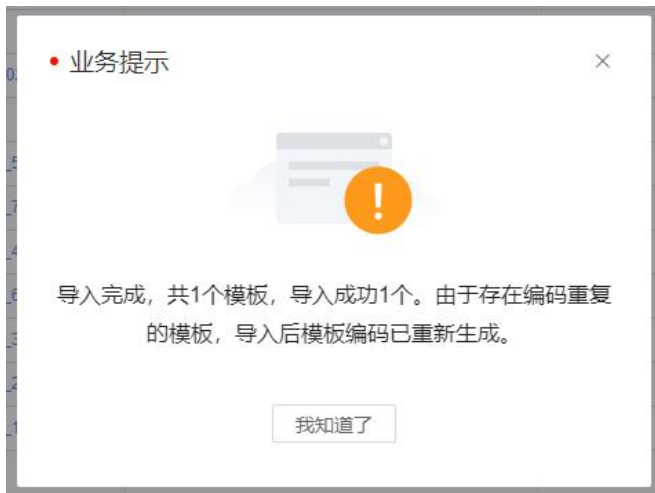 业务提示
导入完成，共1个模板，导入成功1个。由于存在编码重复
的模板，导入后模板编码已重新生成。
我知道了